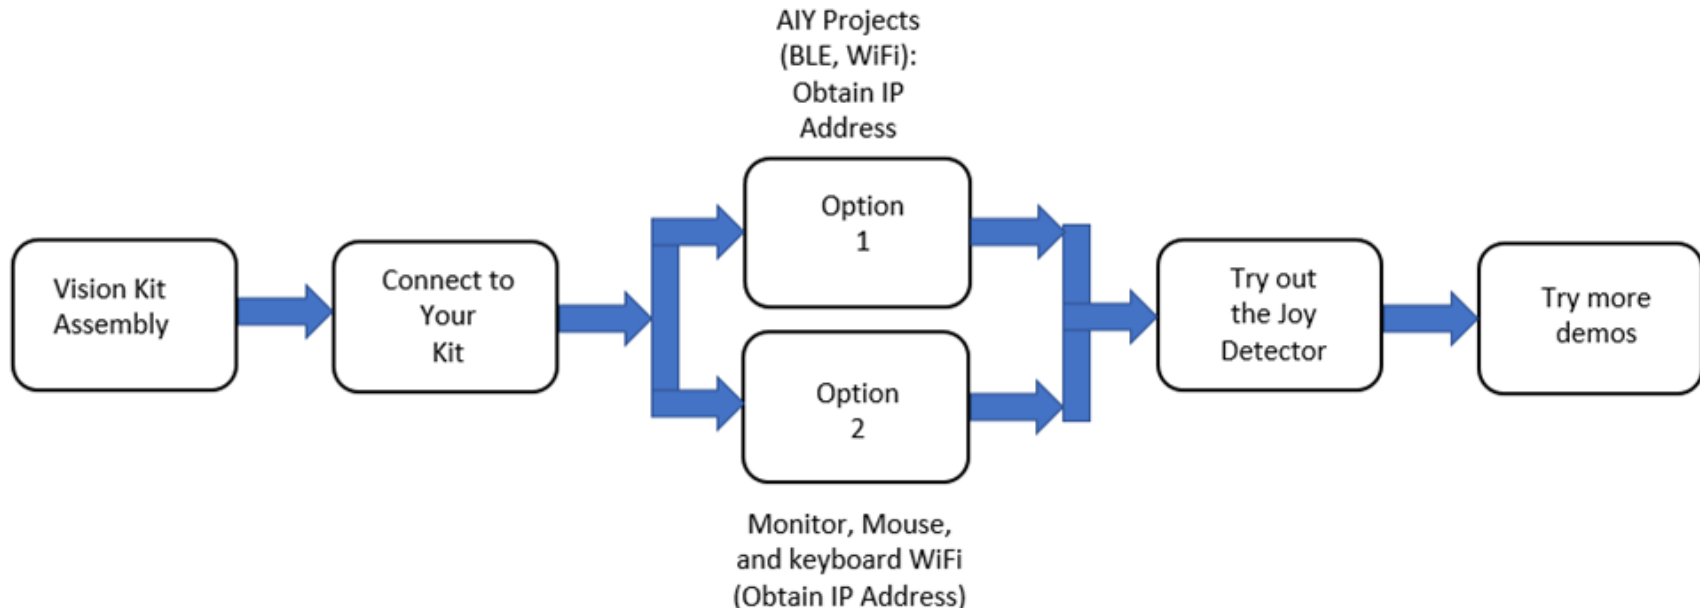 AIY Projects
(BLE, WiFi):
Obtain IP
Address
Vision Kit
Assembly
Connect to
Your
Kit
Option
1
Option
2
Monitor, Mouse,
and keyboard WiFi
(Obtain IP Address)
Try out
the Joy
Detector
Try more
demos